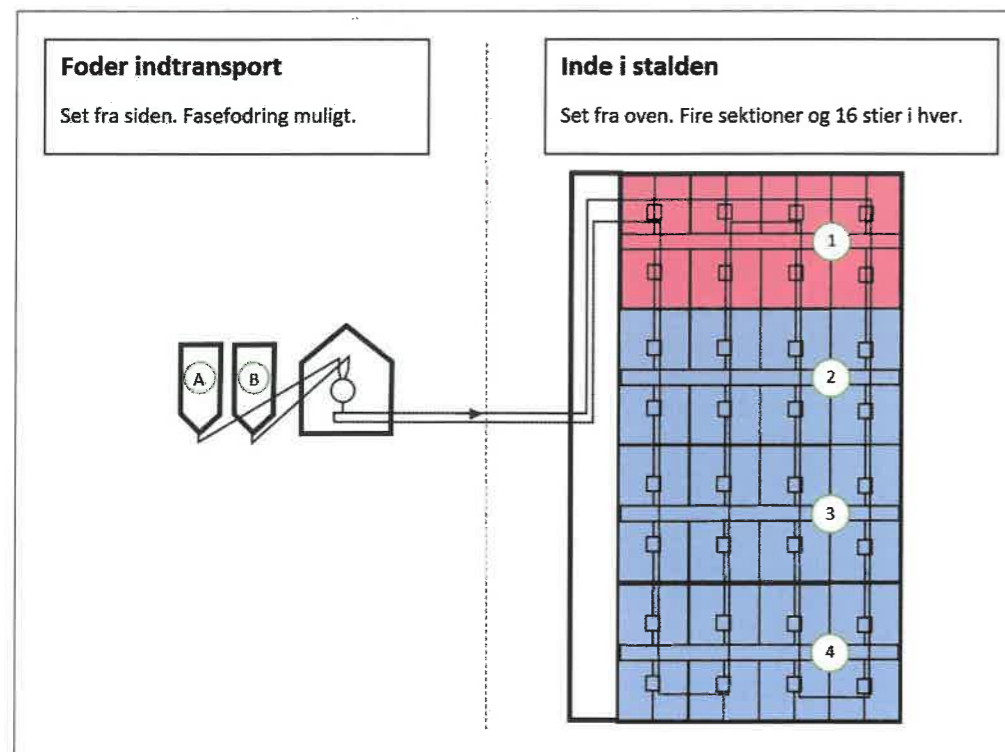 Foder indtransport
Set fra siden. Fasefodring muligt.
Inde i stalden
Set fra oven. Fire sektioner og 16 stier i hver.
A
B
1
2
3
4